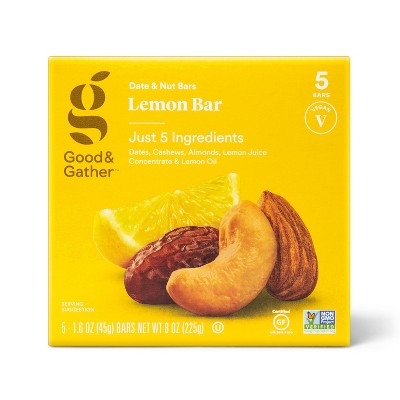 Date & Nut Bars
Lemon Bar
5
BARS
VEGAN
V
Just 5 Ingredients
Dates, Cashews, Almonds, Lemon Juice
Concentrate & Lemon Oil
g
Good&
Gather™
SERVING
SUGGESTION
5 - 1.6 OZ (45g) BARS NET WT 8 OZ (225g)
U
Certified
GF
NON
GMO
VERIFIED